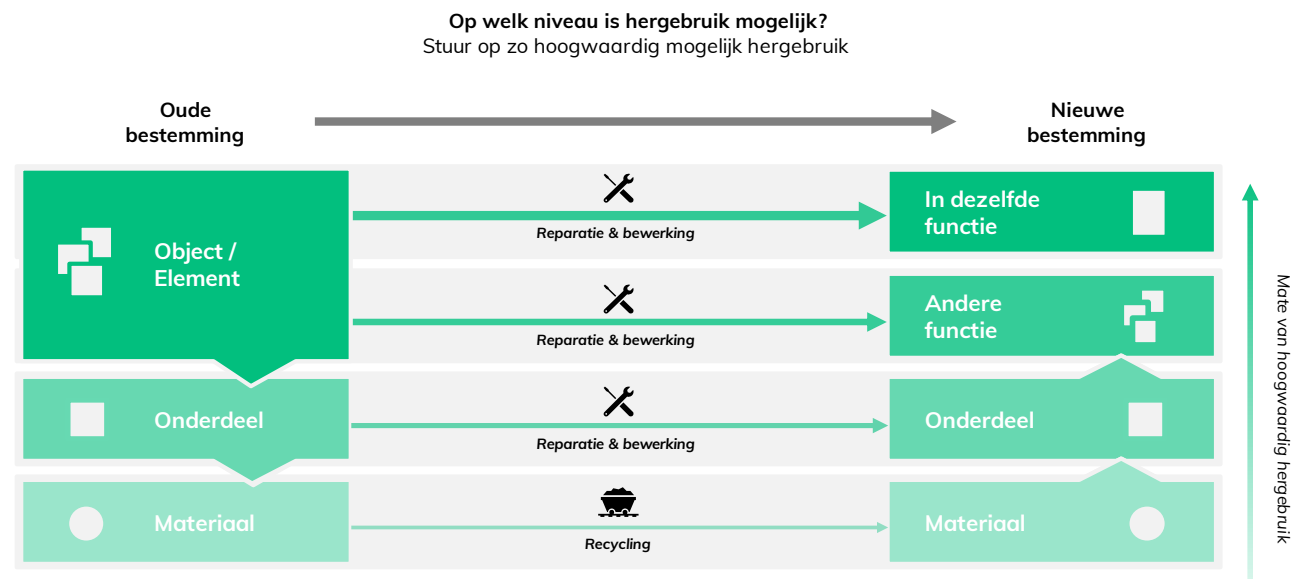 Op welk niveau is hergebruik mogelijk?
Stuur op zo hoogwaardig mogelijk hergebruik
Oude
bestemming
Nieuwe
bestemming
Object /
Element
Reparatie & bewerking
In dezelfde
functie
Reparatie & bewerking
Andere
functie
Onderdeel
Reparatie & bewerking
Onderdeel
Materiaal
Recycling
Materiaal
Mate van hoogwaardig hergebruik